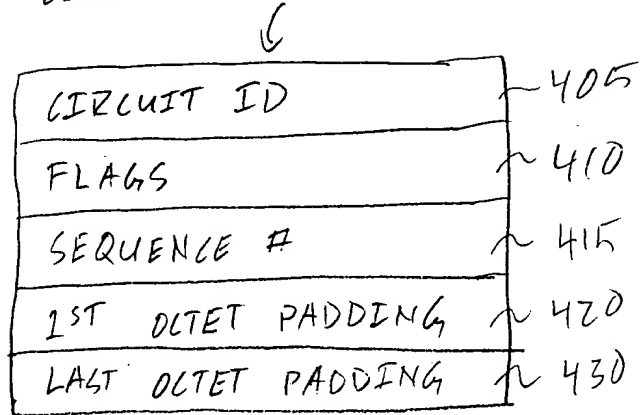 CIRCUIT ID 405
FLAGS 410
SEQUENCE # 415
1ST OCTET PADDING 420
LAST OCTET PADDING 430